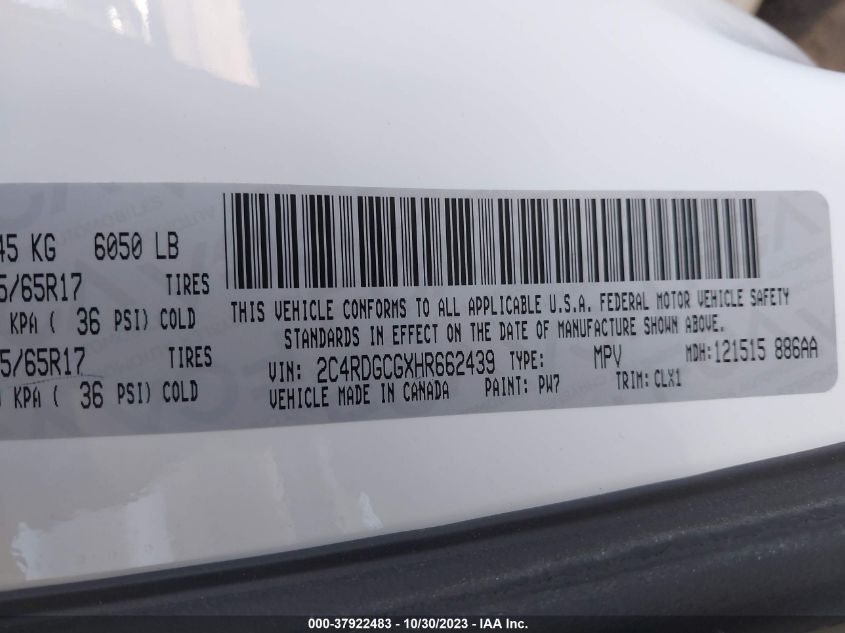 45 KG 6050 LB
5/65R17 TIRES
KPA ( 36 PSI) COLD
5/65R17 TIRES
KPA ( 36 PSI) COLD
THIS VEHICLE CONFORMS TO ALL APPLICABLE U.S.A. FEDERAL MOTOR VEHICLE SAFETY
STANDARDS IN EFFECT ON THE DATE OF MANUFACTURE SHOWN ABOVE.
VIN: 2C4RDGCGXHR662439 TYPE: MPV MDH:121515 886AA
VEHICLE MADE IN CANADA PAINT: PW7 TRIM: CLX1
000-37922483 - 10/30/2023 - IAA Inc.